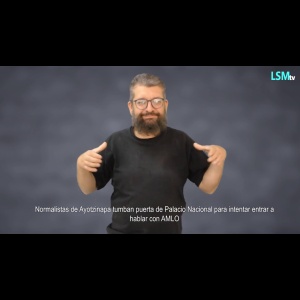 LSMtv
Normalistas de Ayotzinapa tumban puerta de Palacio Nacional para intentar entrar a
hablar con AMLO